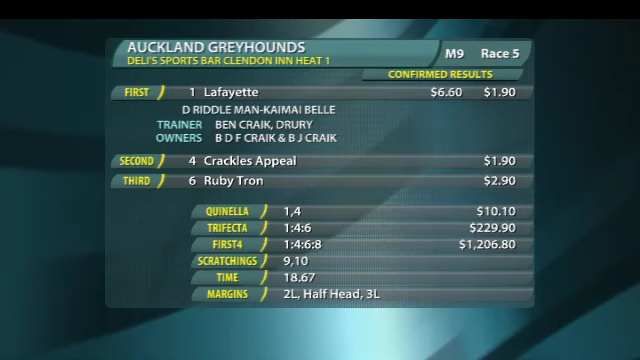 AUCKLAND GREYHOUNDS
DELI'S SPORTS BAR CLENDON INN HEAT 1
M9 Race 5
CONFIRMED RESULTS
FIRST 1 Lafayette $6.60 $1.90
D RIDDLE MAN-KAIMAI BELLE
TRAINER BEN CRAIK, DRURY
OWNERS B D F CRAIK & B J CRAIK
SECOND 4 Crackles Appeal $1.90
THIRD 6 Ruby Tron $2.90
QUINELLA 1,4 $10.10
TRIFECTA 1:4:6 $229.90
FIRST4 1:4:6:8 $1,206.80
SCRATCHINGS 9,10
TIME 18.67
MARGINS 2L, Half Head, 3L